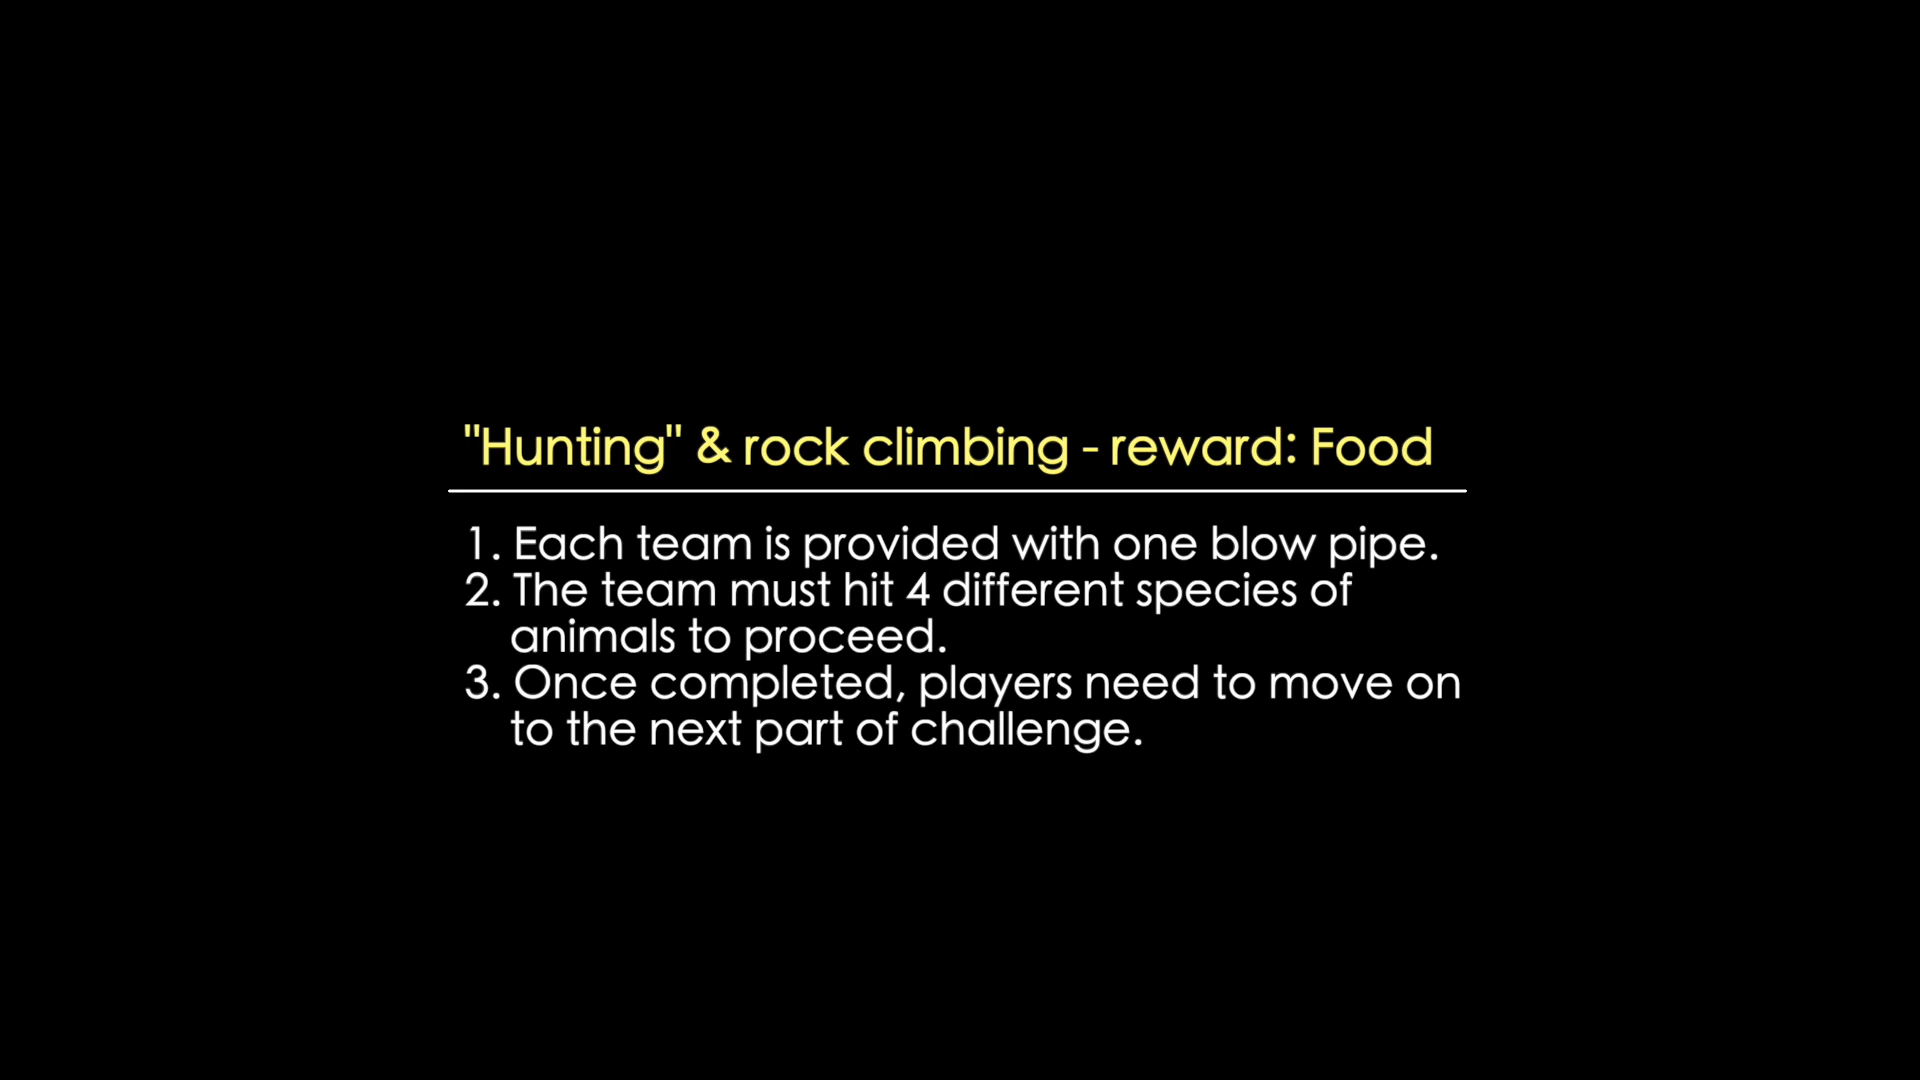 "Hunting" & rock climbing - reward: Food
1. Each team is provided with one blow pipe.
2. The team must hit 4 different species of
animals to proceed.
3. Once completed, players need to move on
to the next part of challenge.